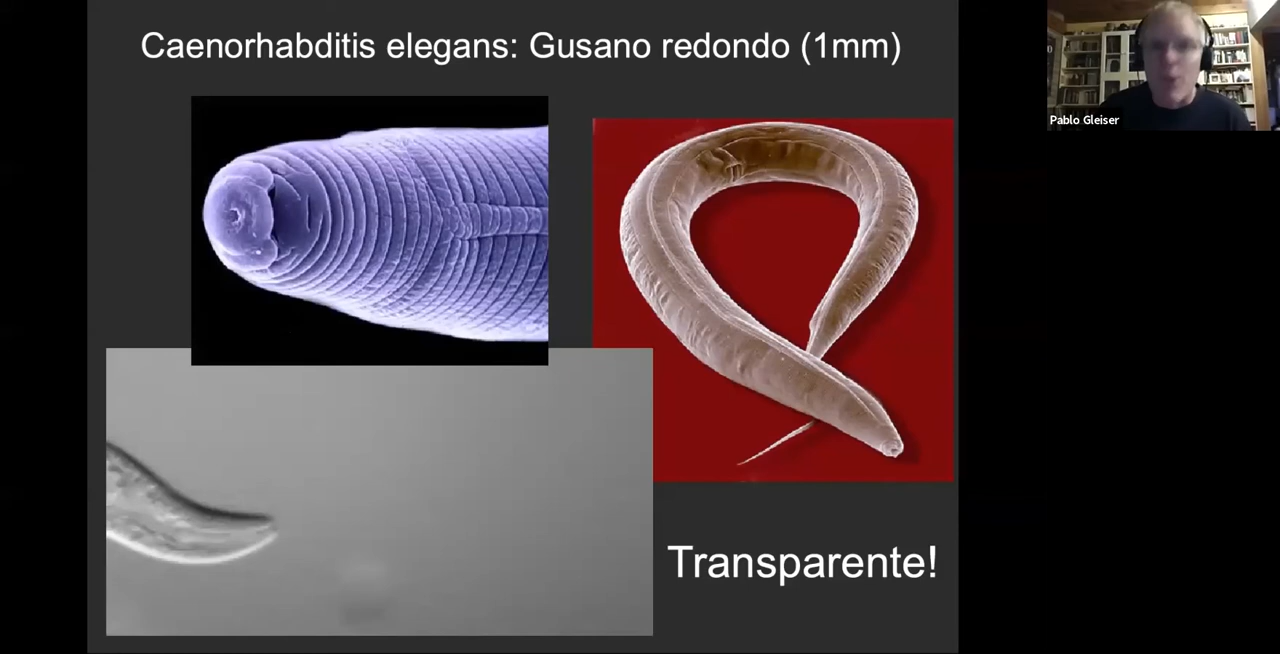 Caenorhabditis elegans: Gusano redondo (1mm)
Pablo Gleiser
Transparente!